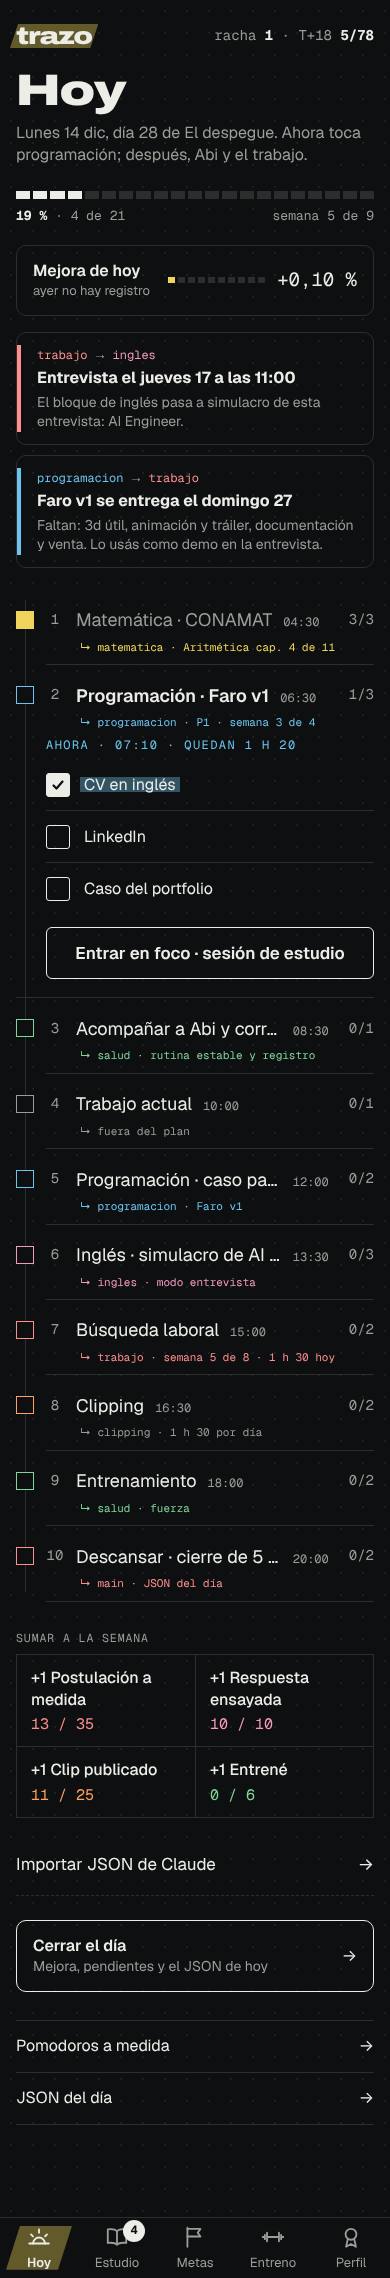 trazo
racha 1 · T+18 5/78
Hoy
Lunes 14 dic, día 28 de El despegue. Ahora toca
programación; después, Abi y el trabajo.
19 % · 4 de 21
semana 5 de 9
Mejora de hoy
ayer no hay registro
+0,10 %
trabajo → ingles
Entrevista el jueves 17 a las 11:00
El bloque de inglés pasa a simulacro de esta
entrevista: AI Engineer.
programacion → trabajo
Faro v1 se entrega el domingo 27
Faltan: 3d útil, animación y tráiler, documentación
y venta. Lo usás como demo en la entrevista.
1 Matemática · CONAMAT 04:30 3/3
↳ matematica · Aritmética cap. 4 de 11
2 Programación · Faro v1 06:30 1/3
↳ programacion · P1 · semana 3 de 4
AHORA · 07:10 · QUEDAN 1 H 20
CV en inglés
LinkedIn
Caso del portfolio
Entrar en foco · sesión de estudio
3 Acompañar a Abi y corr... 08:30 0/1
↳ salud · rutina estable y registro
4 Trabajo actual 10:00 0/1
↳ fuera del plan
5 Programación · caso pa... 12:00 0/2
↳ programacion · Faro v1
6 Inglés · simulacro de AI ... 13:30 0/3
↳ ingles · modo entrevista
7 Búsqueda laboral 15:00 0/2
↳ trabajo · semana 5 de 8 · 1 h 30 hoy
8 Clipping 16:30 0/2
↳ clipping · 1 h 30 por día
9 Entrenamiento 18:00 0/2
↳ salud · fuerza
10 Descansar · cierre de 5 ... 20:00 0/2
↳ main · JSON del día
SUMAR A LA SEMANA
+1 Postulación a
medida
13 / 35
+1 Respuesta
ensayada
10 / 10
+1 Clip publicado
11 / 25
+1 Entrené
0 / 6
Importar JSON de Claude →
Cerrar el día
Mejora, pendientes y el JSON de hoy
→
Pomodoros a medida →
JSON del día →
4
Hoy
Estudio
Metas
Entreno
Perfil